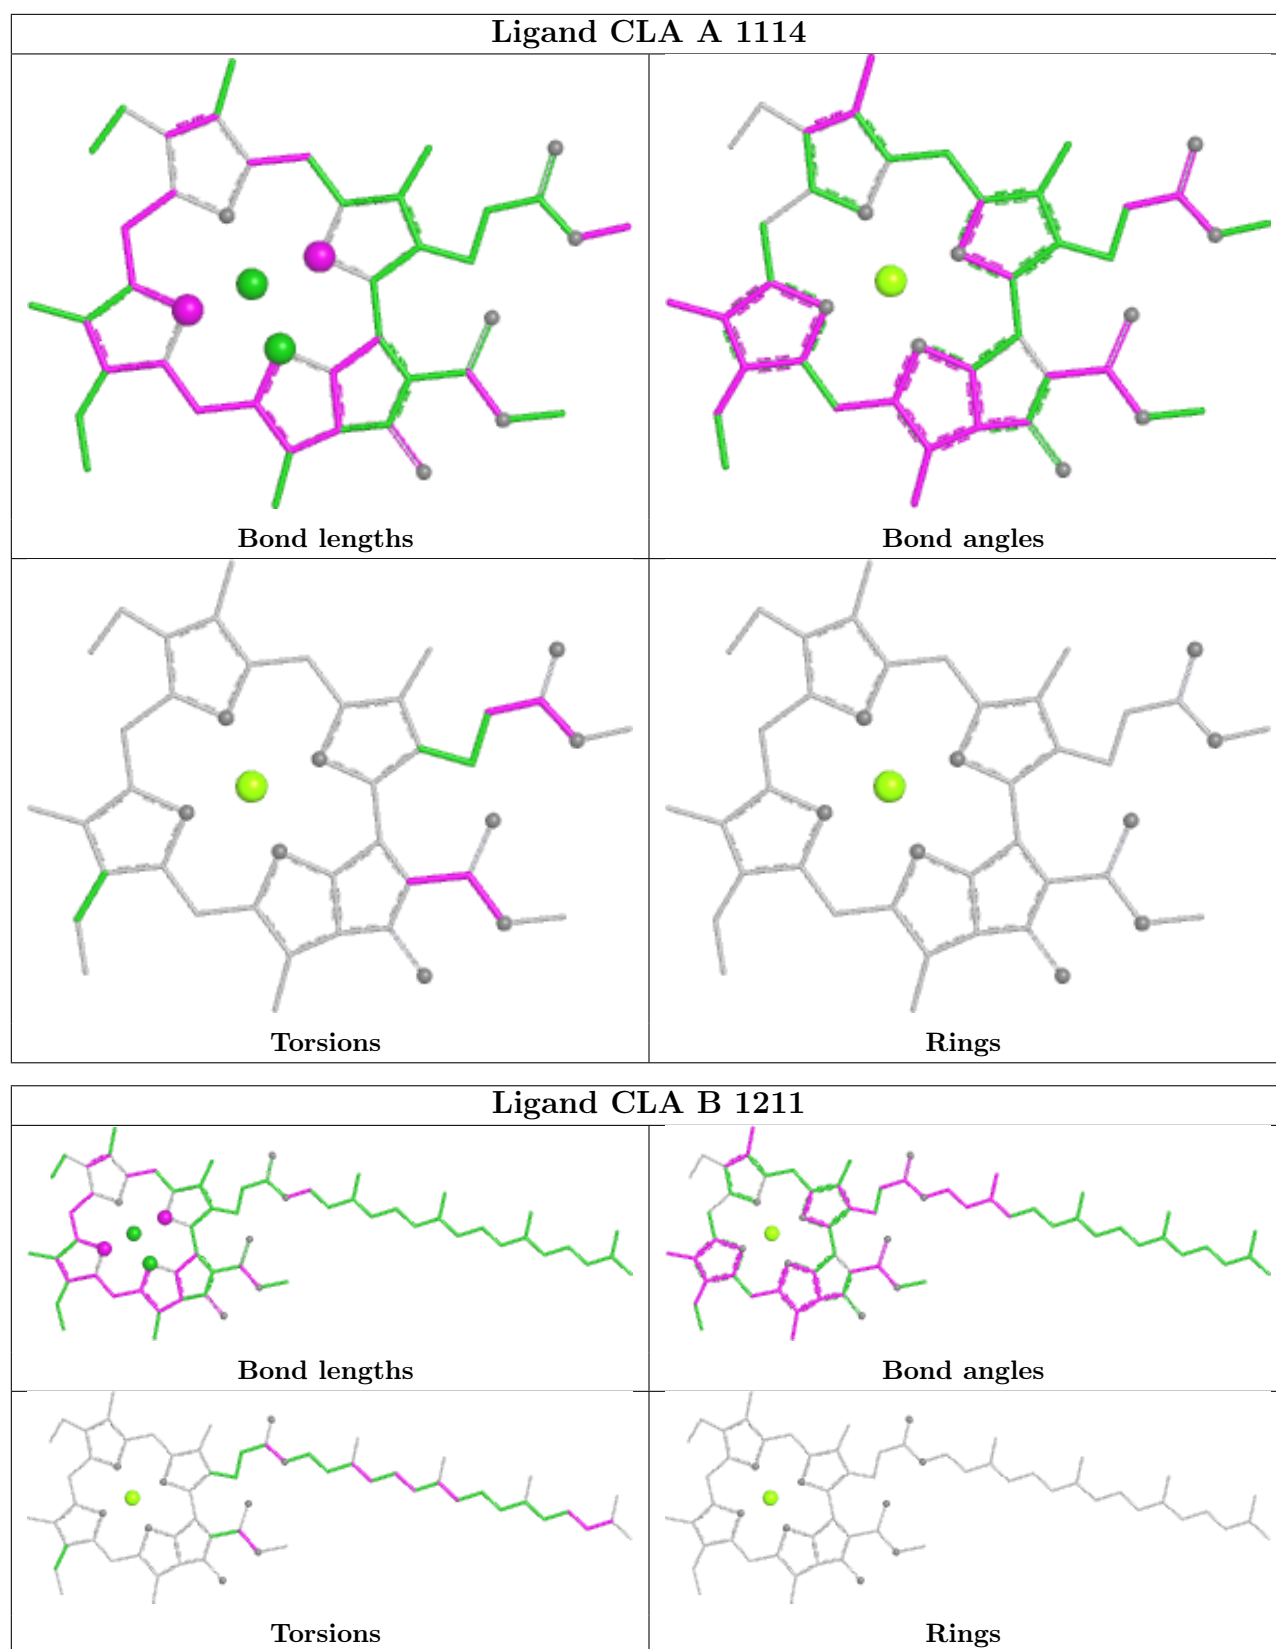 Ligand CLA A 1114
Bond lengths
Bond angles
Torsions
Rings
Ligand CLA B 1211
Bond lengths
Bond angles
Torsions
Rings